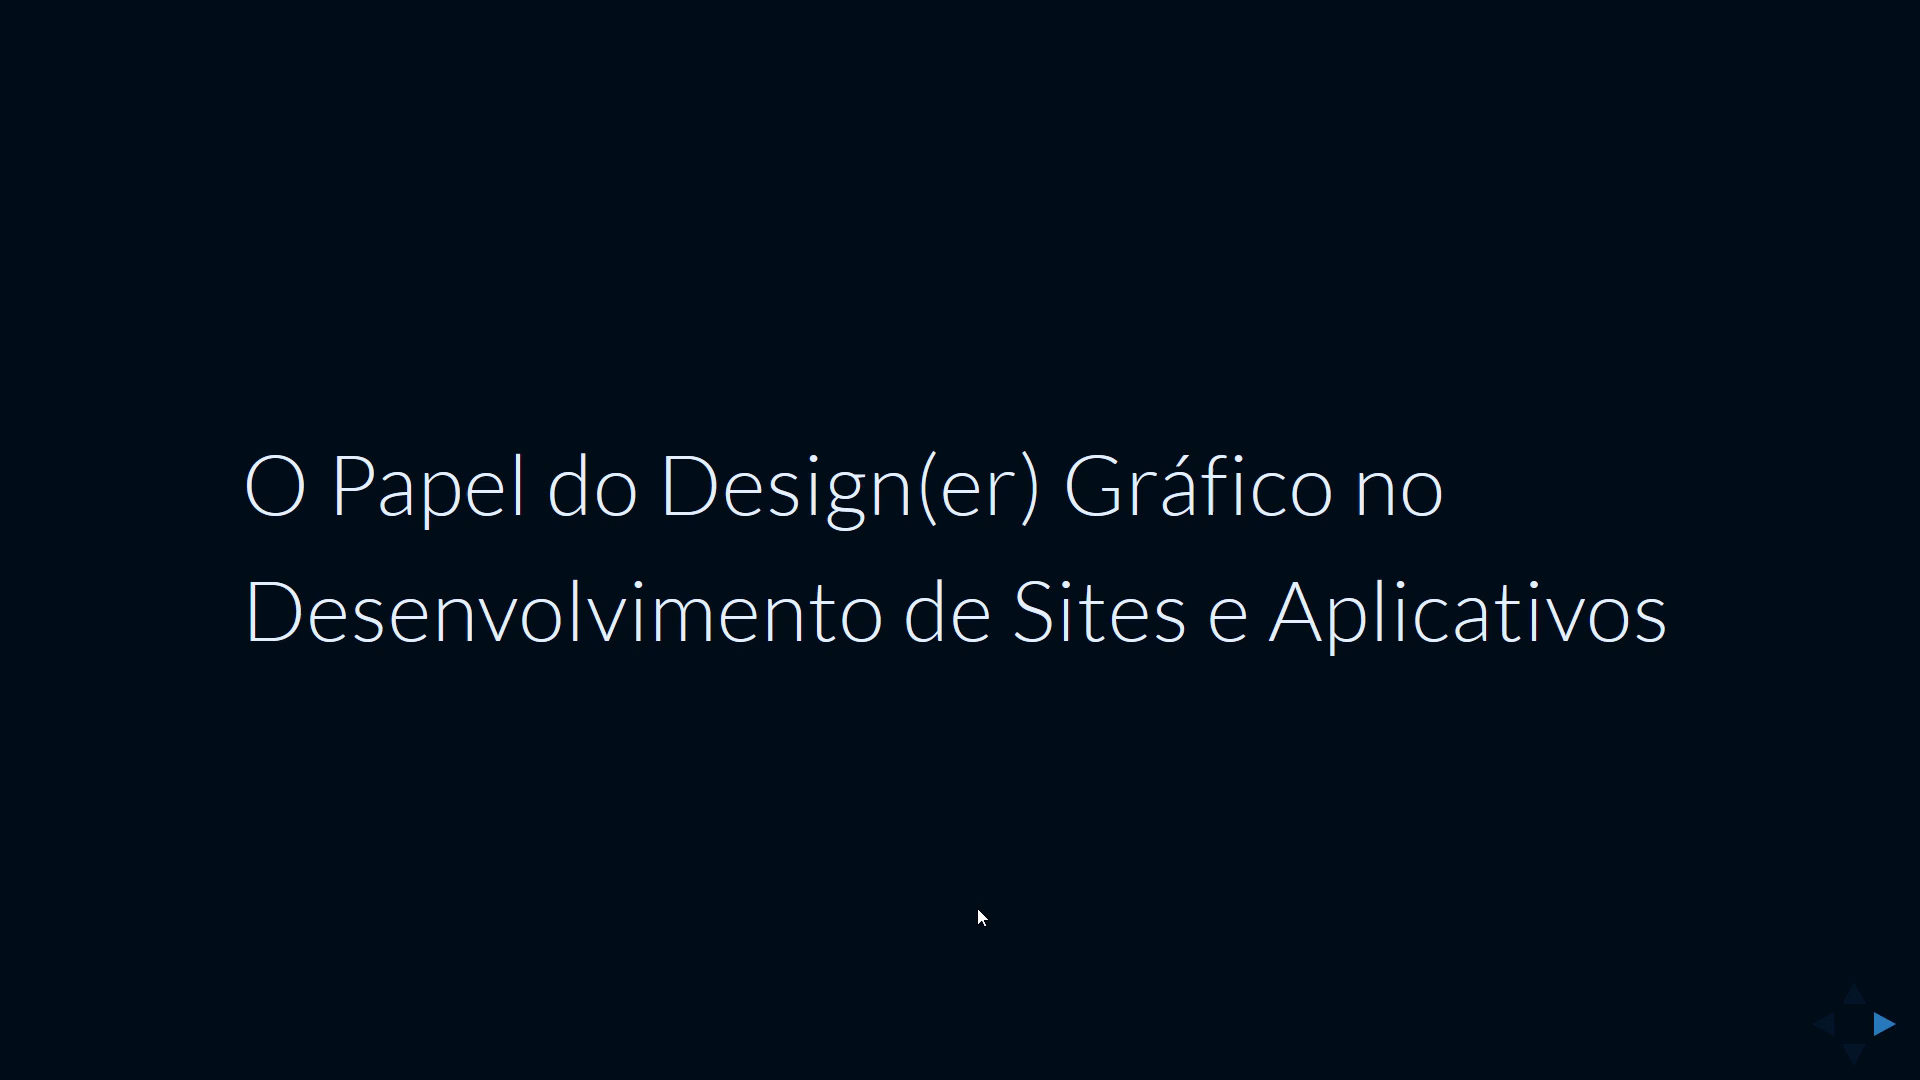 O Papel do Design(er) Gráfico no
Desenvolvimento de Sites e Aplicativos